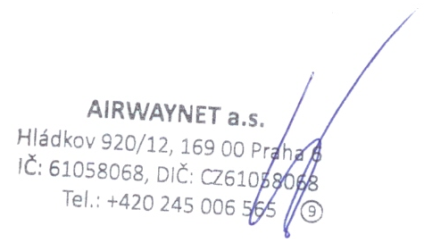 AIRWAYNET a.s.
Hládkov 920/12, 169 00 Praha 6
IČ: 61058068, DIČ: CZ61058068
Tel.: +420 245 006 565 9